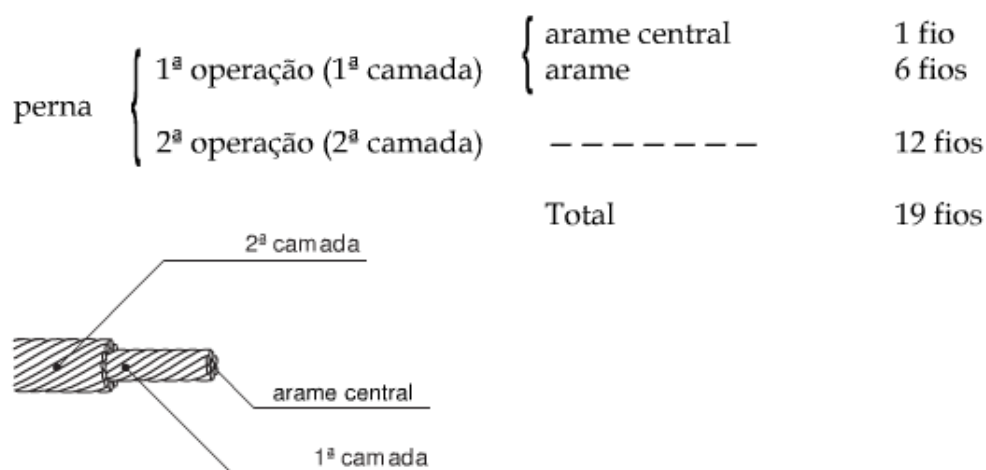 arame central 1 fio
1ª operação (1ª camada) arame 6 fios
perna
2ª operação (2ª camada) – – – – – – – 12 fios
Total 19 fios
2ª camada
arame central
1ª camada